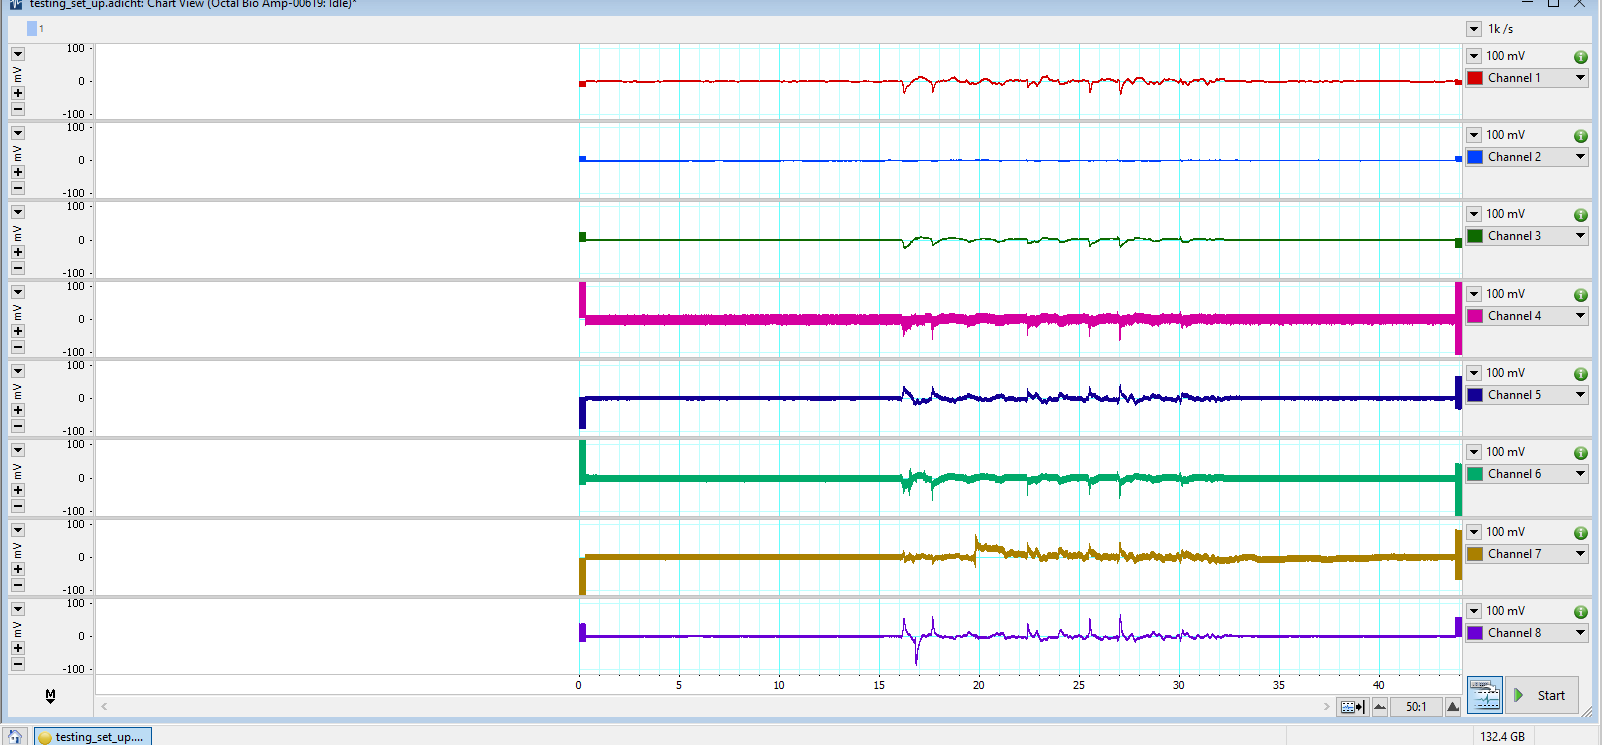 testing_set_up.adicht: Chart View (Octal Bio Amp-00619: Idle)*
1
1k /s
100
0
-100
mV
100 mV
Channel 1
100
0
-100
mV
100 mV
Channel 2
100
0
-100
mV
100 mV
Channel 3
100
0
-100
mV
100 mV
Channel 4
100
0
-100
mV
100 mV
Channel 5
100
0
-100
mV
100 mV
Channel 6
100
0
-100
mV
100 mV
Channel 7
100
0
-100
mV
100 mV
Channel 8
0 5 10 15 20 25 30 35 40
M
50:1
Start
testing_set_up....
132.4 GB